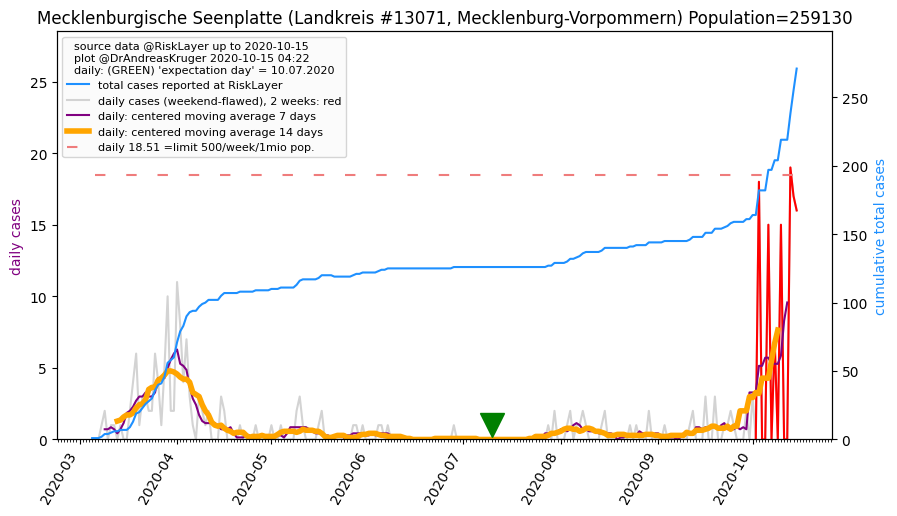 Mecklenburgische Seenplatte (Landkreis #13071, Mecklenburg-Vorpommern) Population=259130
source data @RiskLayer up to 2020-10-15
plot @DrAndreasKruger 2020-10-15 04:22
daily: (GREEN) 'expectation day' = 10.07.2020
total cases reported at RiskLayer
daily cases (weekend-flawed), 2 weeks: red
daily: centered moving average 7 days
daily: centered moving average 14 days
daily 18.51 =limit 500/week/1mio pop.
daily cases
25
20
15
10
5
0
cumulative total cases
250
200
150
100
50
0
2020-03
2020-04
2020-05
2020-06
2020-07
2020-08
2020-09
2020-10